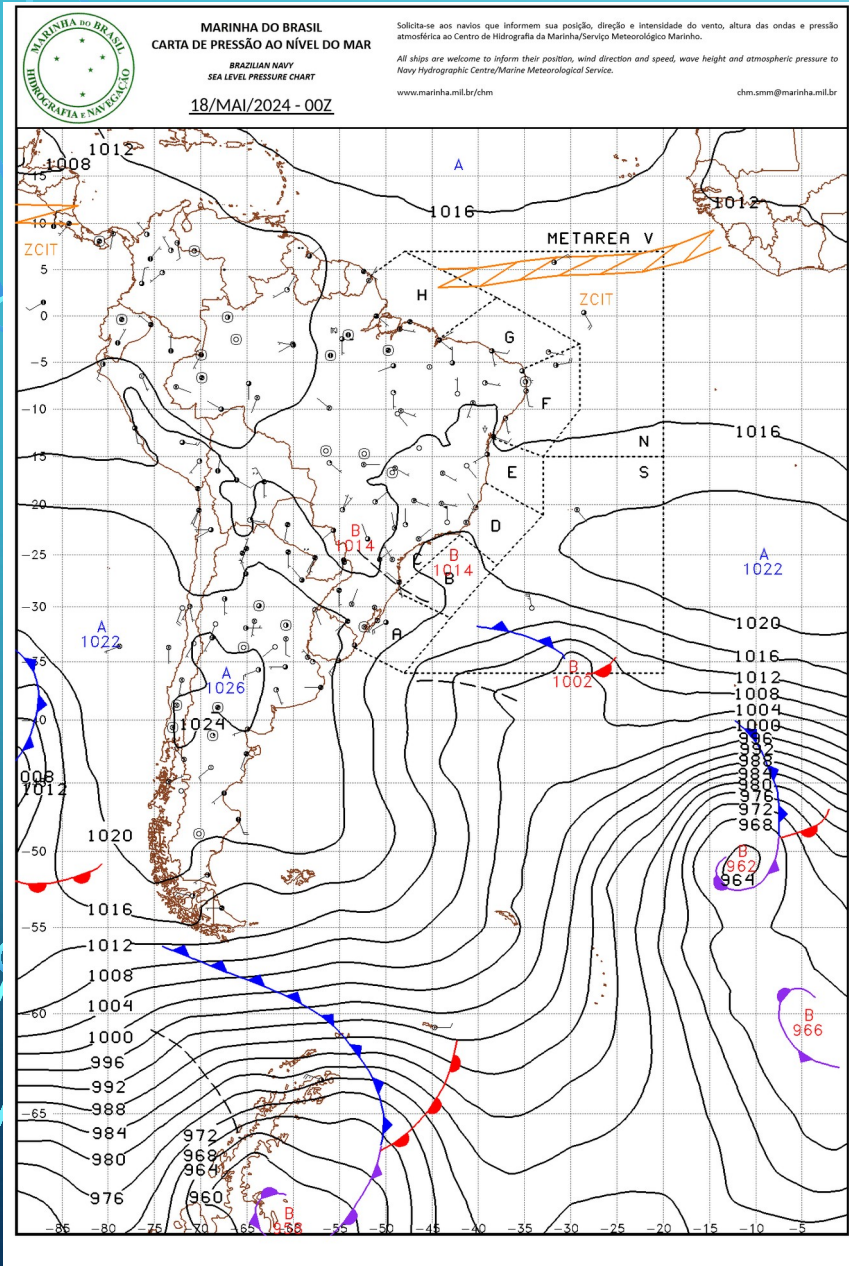 MARINHA DO BRASIL
HIDROGRAFIA E NAVEGAÇÃO
MARINHA DO BRASIL
CARTA DE PRESSÃO AO NÍVEL DO MAR
BRAZILIAN NAVY
SEA LEVEL PRESSURE CHART
18/MAI/2024 - 00Z
Solicita-se aos navios que informem sua posição, direção e intensidade do vento, altura das ondas e pressão
atmosférica ao Centro de Hidrografia da Marinha/Serviço Meteorológico Marinho.
All ships are welcome to inform their position, wind direction and speed, wave height and atmospheric pressure to
Navy Hydrographic Centre/Marine Meteorological Service.
www.marinha.mil.br/chm
chm.smm@marinha.mil.br
1012
1008
A
15
1016
1012
10
METAREA V
ZCIT
5
H
ZCIT
0
G
-5
F
-10
1016
N
-15
E
S
-20
D
B
1014
B
1014
A
1022
-25
C
B
-30
A
1022
A
1020
1016
-35
A
1026
B
1002
1012
1008
1004
1024
1000
-40
996
992
988
984
980
008
1012
-45
976
972
968
1020
-50
B
962
964
1016
-55
1012
1008
1004
-60
B
966
1000
996
992
988
-65
984
972
980
968
964
976
960
B
958
-85
-80
-75
-70
-65
-60
-55
-50
-45
-40
-35
-30
-25
-20
-15
-10
-5